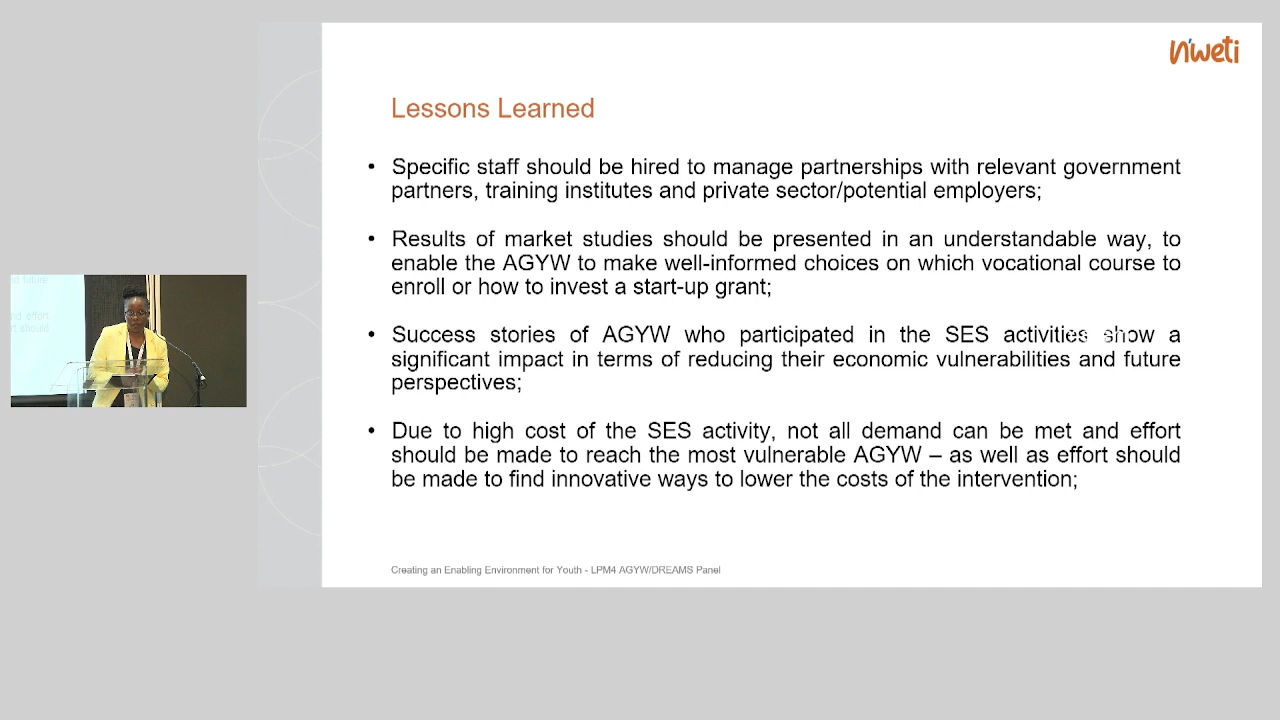 n'weti
Lessons Learned
• Specific staff should be hired to manage partnerships with relevant government
partners, training institutes and private sector/potential employers;
• Results of market studies should be presented in an understandable way, to
enable the AGYW to make well-informed choices on which vocational course to
enroll or how to invest a start-up grant;
• Success stories of AGYW who participated in the SES activities show a
significant impact in terms of reducing their economic vulnerabilities and future
perspectives;
• Due to high cost of the SES activity, not all demand can be met and effort
should be made to reach the most vulnerable AGYW – as well as effort should
be made to find innovative ways to lower the costs of the intervention;
Creating an Enabling Environment for Youth - LPM4 AGYW/DREAMS Panel